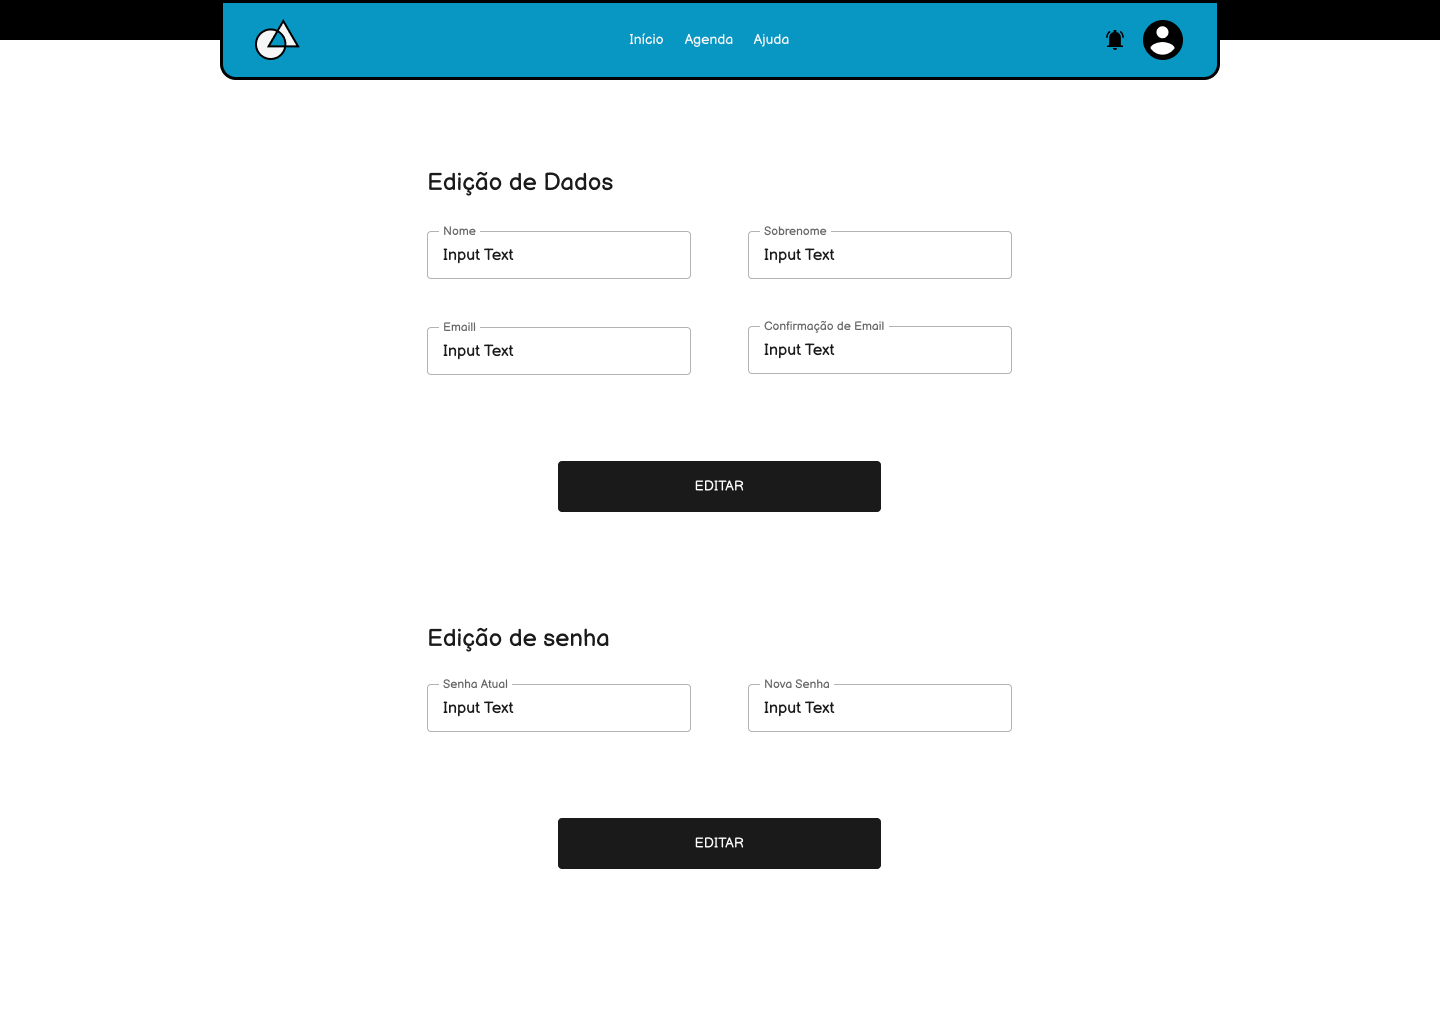 Início Agenda Ajuda
Edição de Dados
Nome Sobrenome
Input Text Input Text
Emaill Confirmação de Email
Input Text Input Text
EDITAR
Edição de senha
Senha Atual Nova Senha
Input Text Input Text
EDITAR